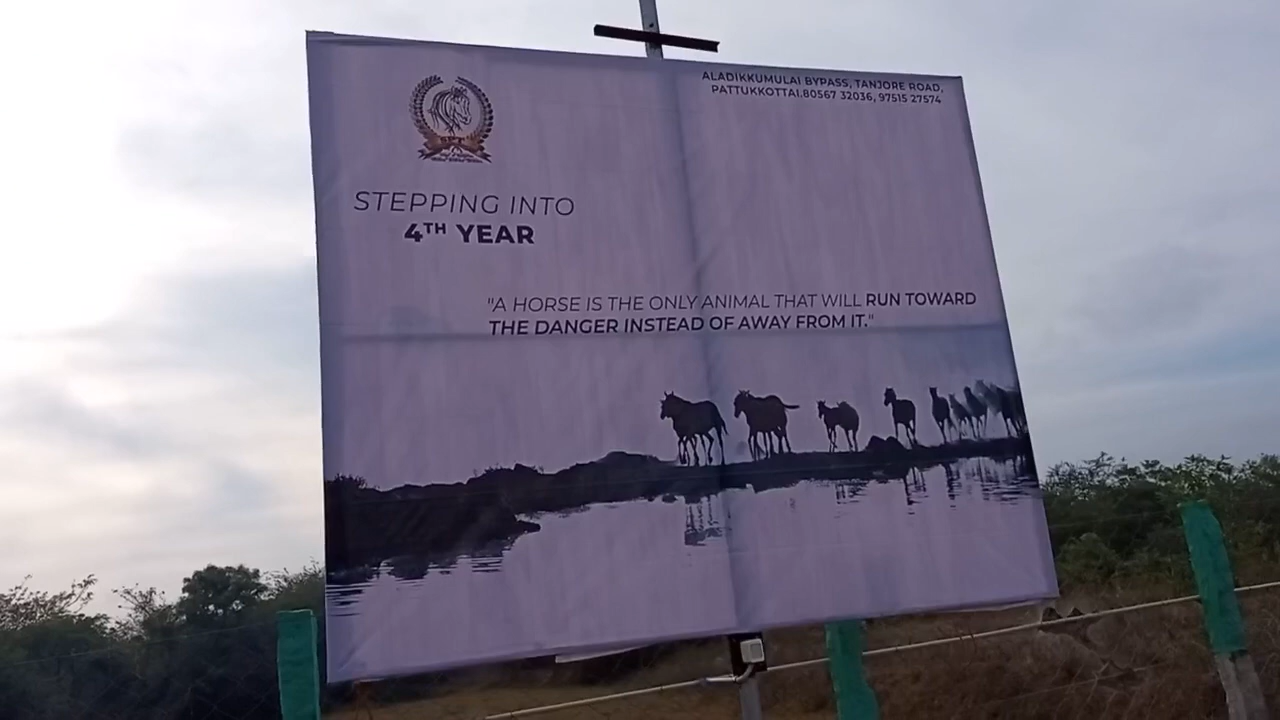 ALADIKKUMULAI BYPASS, TANJORE ROAD,
PATTUKKOTTAI.80567 32036, 97515 27574
STEPPING INTO
4TH YEAR
"A HORSE IS THE ONLY ANIMAL THAT WILL RUN TOWARD
THE DANGER INSTEAD OF AWAY FROM IT."